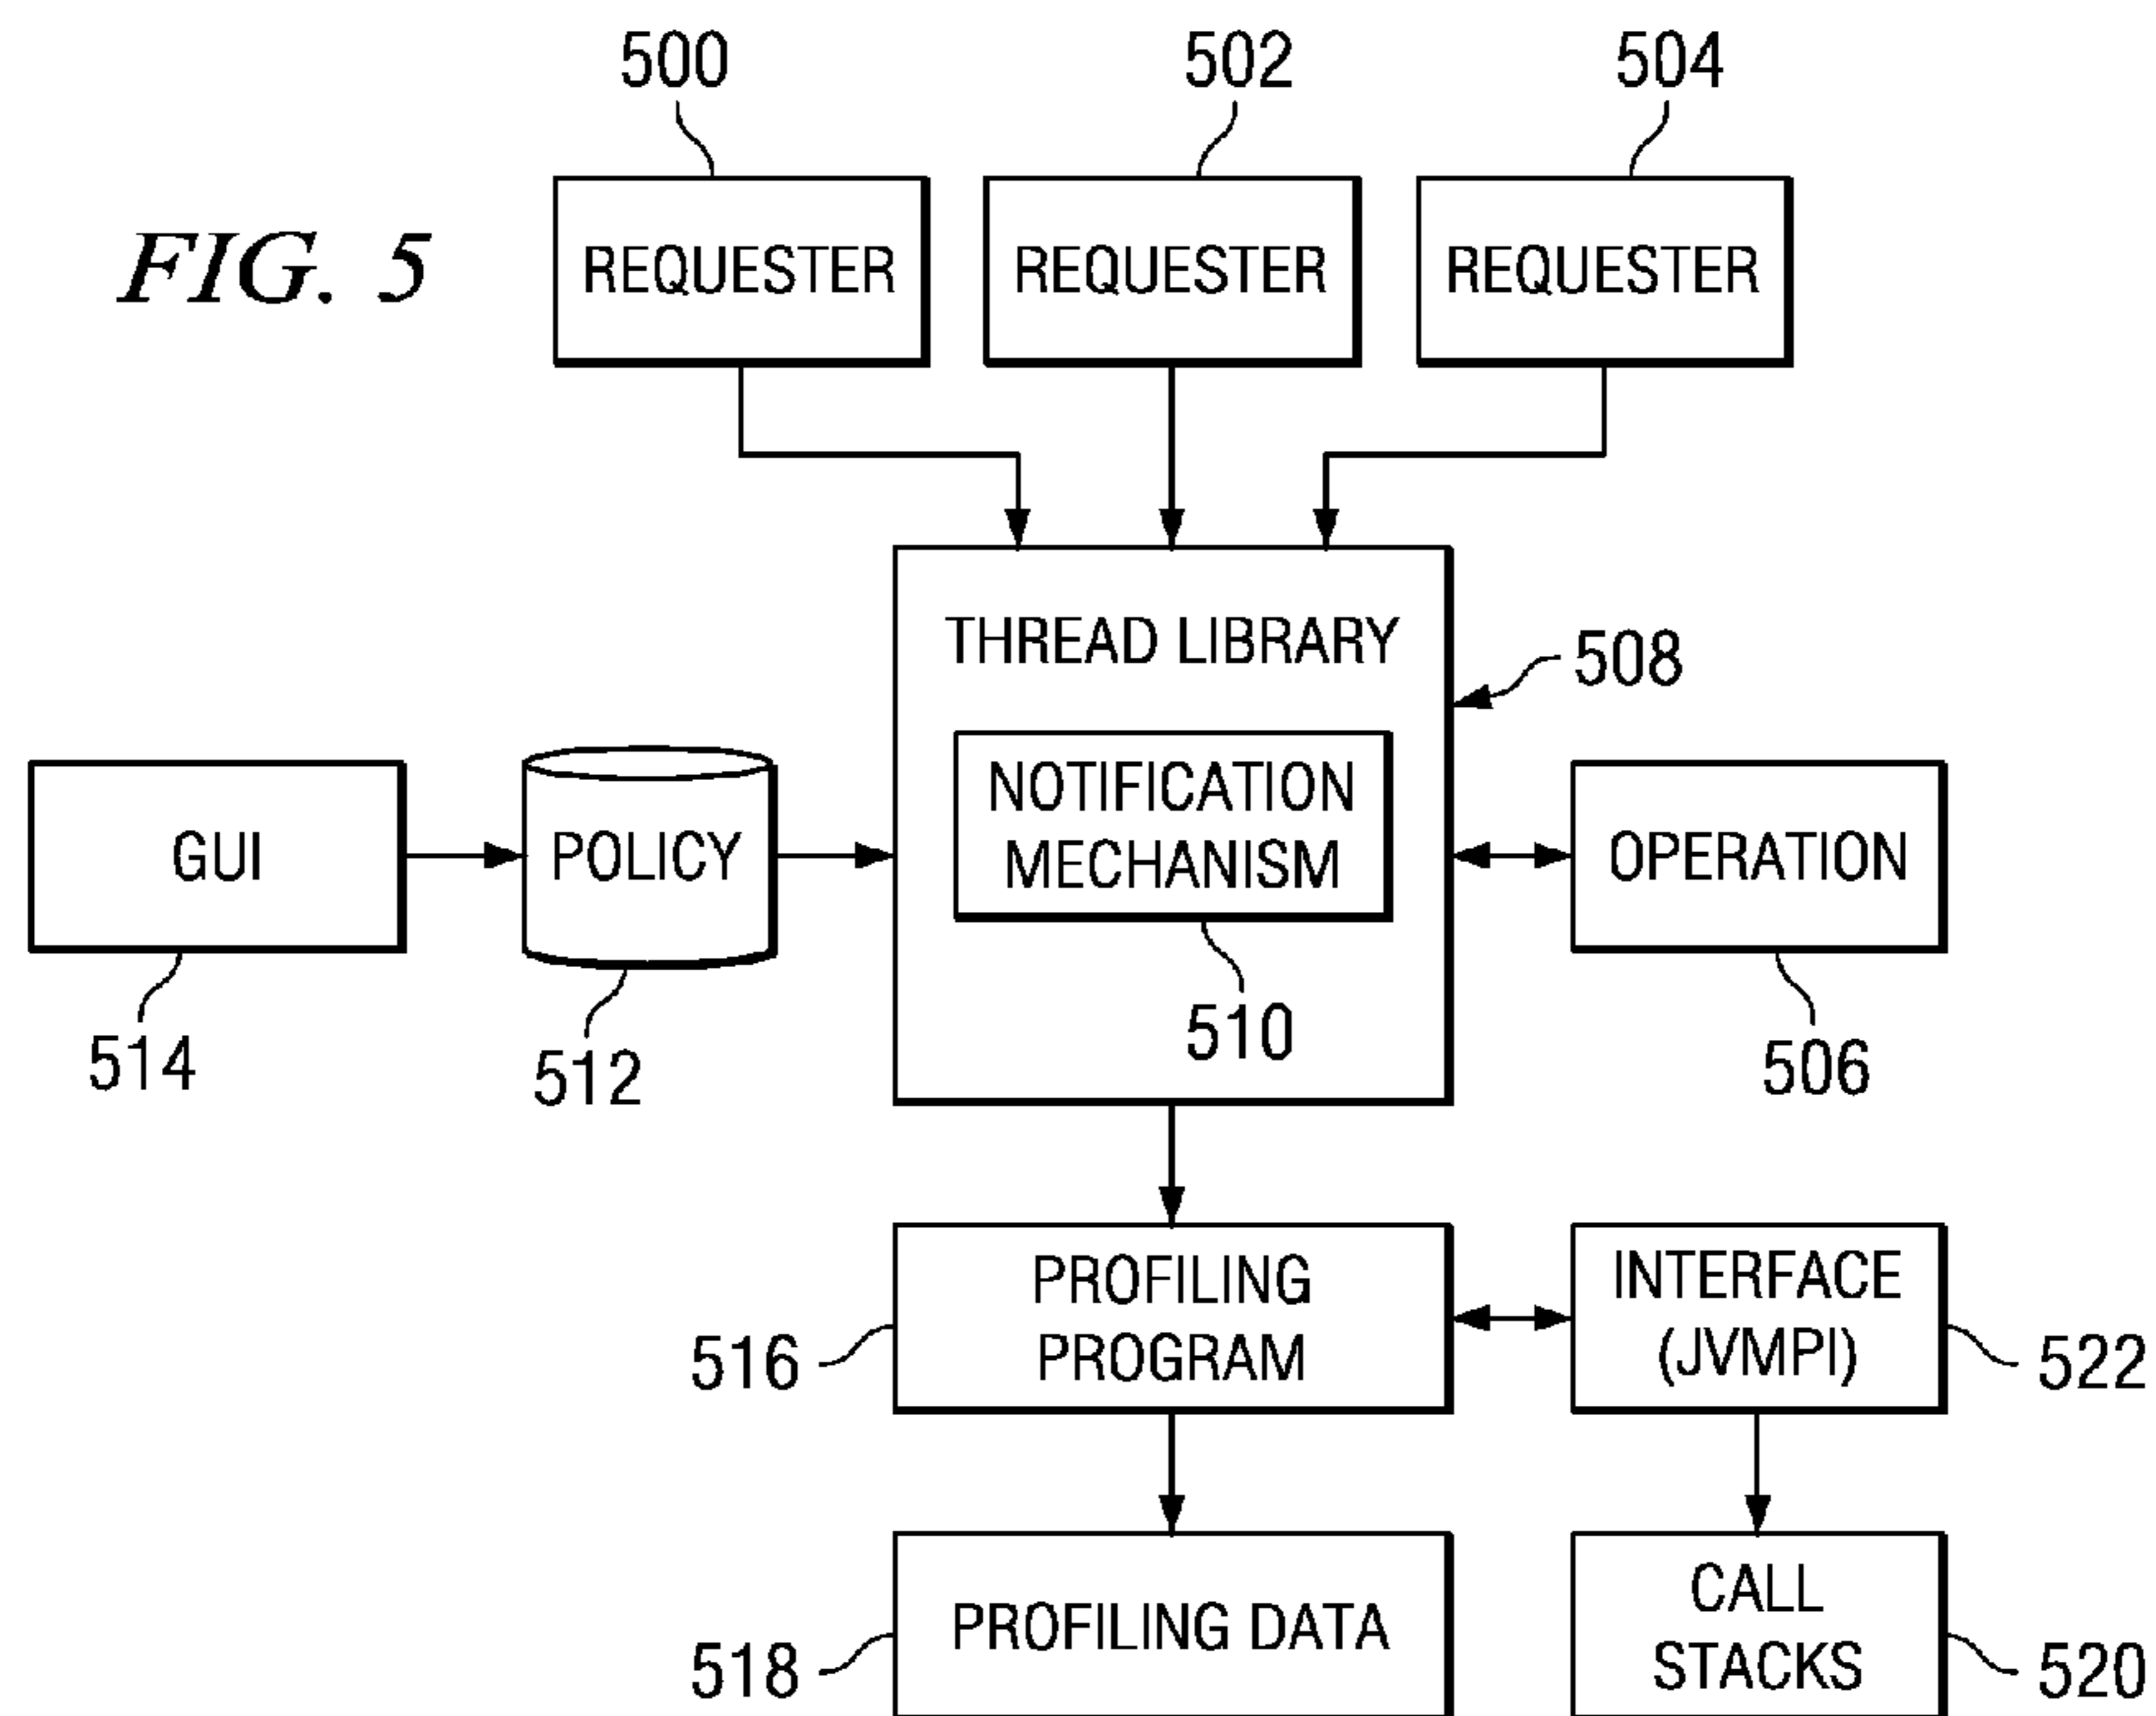 500
502
504
FIG. 5
REQUESTER
REQUESTER
REQUESTER
THREAD LIBRARY
508
NOTIFICATION
MECHANISM
GUI
POLICY
OPERATION
510
514
512
506
PROFILING
PROGRAM
INTERFACE
(JVMPI)
516
522
PROFILING DATA
CALL
STACKS
518
520